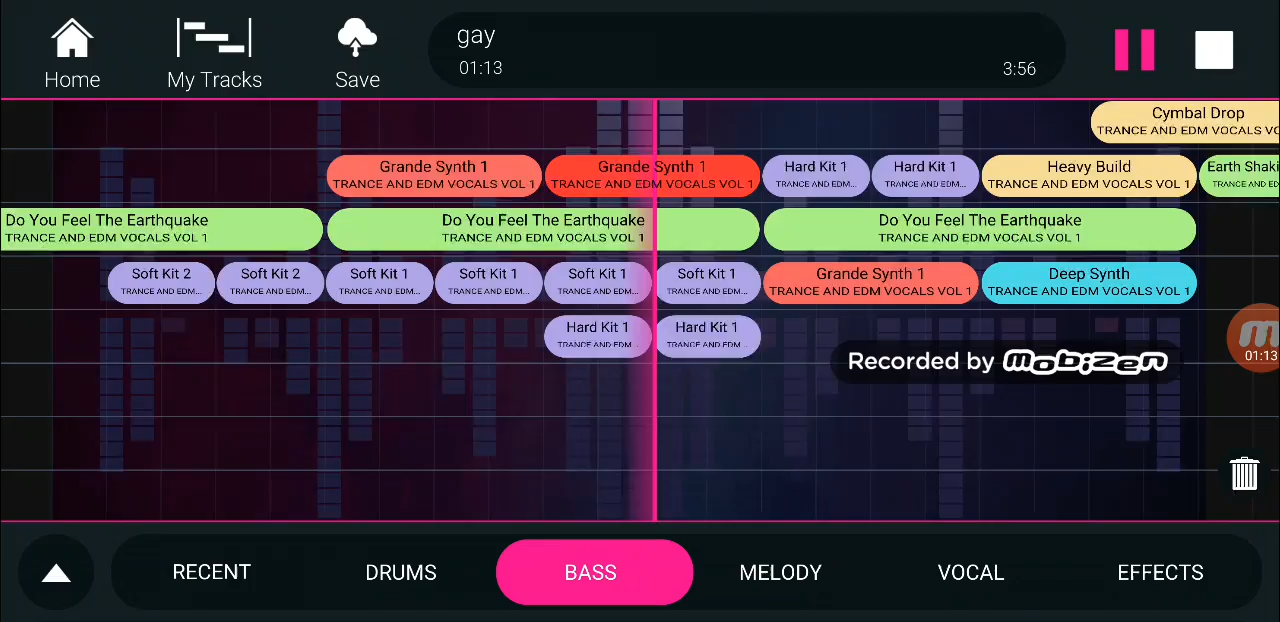 Home
My Tracks
Save
gay
01:13
3:56
Cymbal Drop
TRANCE AND EDM VOCALS VO
Grande Synth 1
TRANCE AND EDM VOCALS VOL 1
Grande Synth 1
TRANCE AND EDM VOCALS VOL 1
Hard Kit 1
TRANCE AND EDM...
Hard Kit 1
TRANCE AND EDM...
Heavy Build
TRANCE AND EDM VOCALS VOL 1
Earth Shaki
TRANCE AND EDM
Do You Feel The Earthquake
TRANCE AND EDM VOCALS VOL 1
Do You Feel The Earthquake
TRANCE AND EDM VOCALS VOL 1
Do You Feel The Earthquake
TRANCE AND EDM VOCALS VOL 1
Soft Kit 2
TRANCE AND EDM...
Soft Kit 2
TRANCE AND EDM...
Soft Kit 1
TRANCE AND EDM...
Soft Kit 1
TRANCE AND EDM...
Soft Kit 1
TRANCE AND EDM...
Soft Kit 1
TRANCE AND EDM...
Grande Synth 1
TRANCE AND EDM VOCALS VOL 1
Deep Synth
TRANCE AND EDM VOCALS VOL 1
Hard Kit 1
TRANCE AND EDM...
Hard Kit 1
TRANCE AND EDM...
Recorded by mobizen
01:13
RECENT
DRUMS
BASS
MELODY
VOCAL
EFFECTS